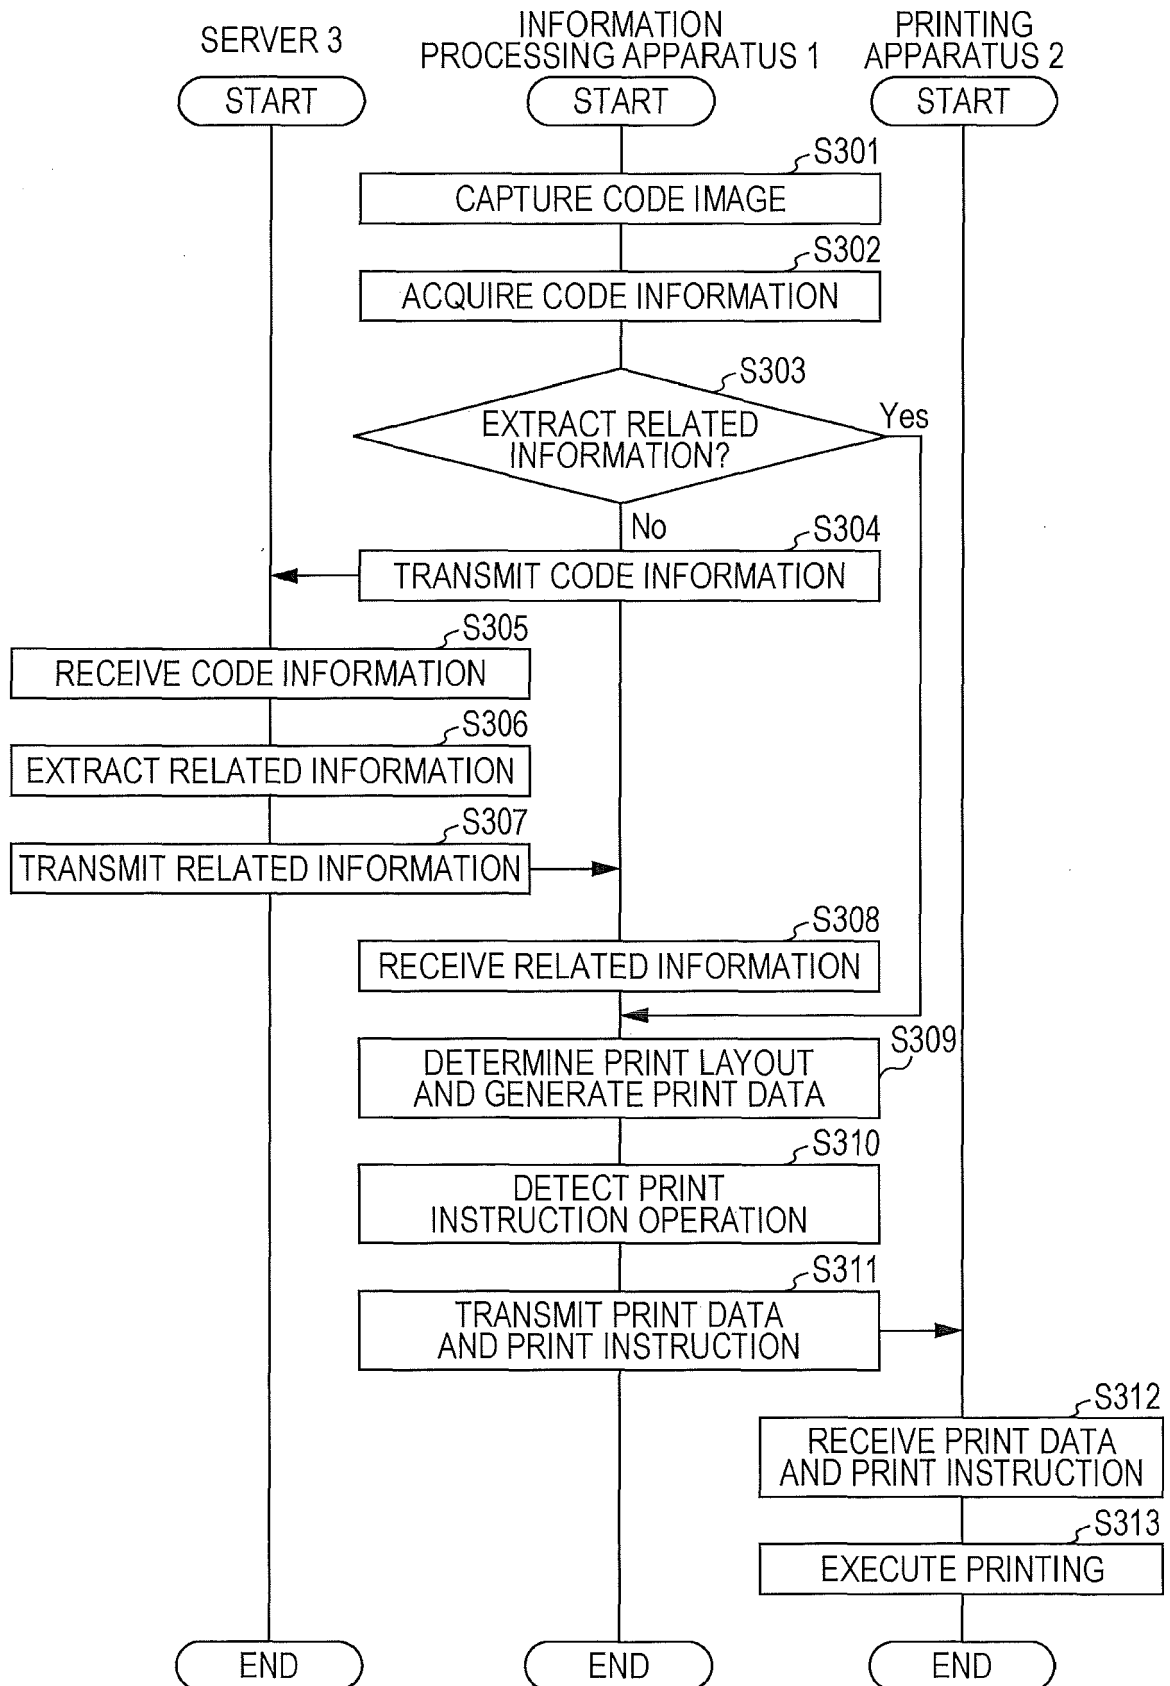 SERVER 3
INFORMATION
PROCESSING APPARATUS 1
PRINTING
APPARATUS 2
START
START
START
S301
CAPTURE CODE IMAGE
S302
ACQUIRE CODE INFORMATION
S303
EXTRACT RELATED
INFORMATION?
Yes
No
S304
TRANSMIT CODE INFORMATION
S305
RECEIVE CODE INFORMATION
S306
EXTRACT RELATED INFORMATION
S307
TRANSMIT RELATED INFORMATION
S308
RECEIVE RELATED INFORMATION
S309
DETERMINE PRINT LAYOUT
AND GENERATE PRINT DATA
S310
DETECT PRINT
INSTRUCTION OPERATION
S311
TRANSMIT PRINT DATA
AND PRINT INSTRUCTION
S312
RECEIVE PRINT DATA
AND PRINT INSTRUCTION
S313
EXECUTE PRINTING
END
END
END